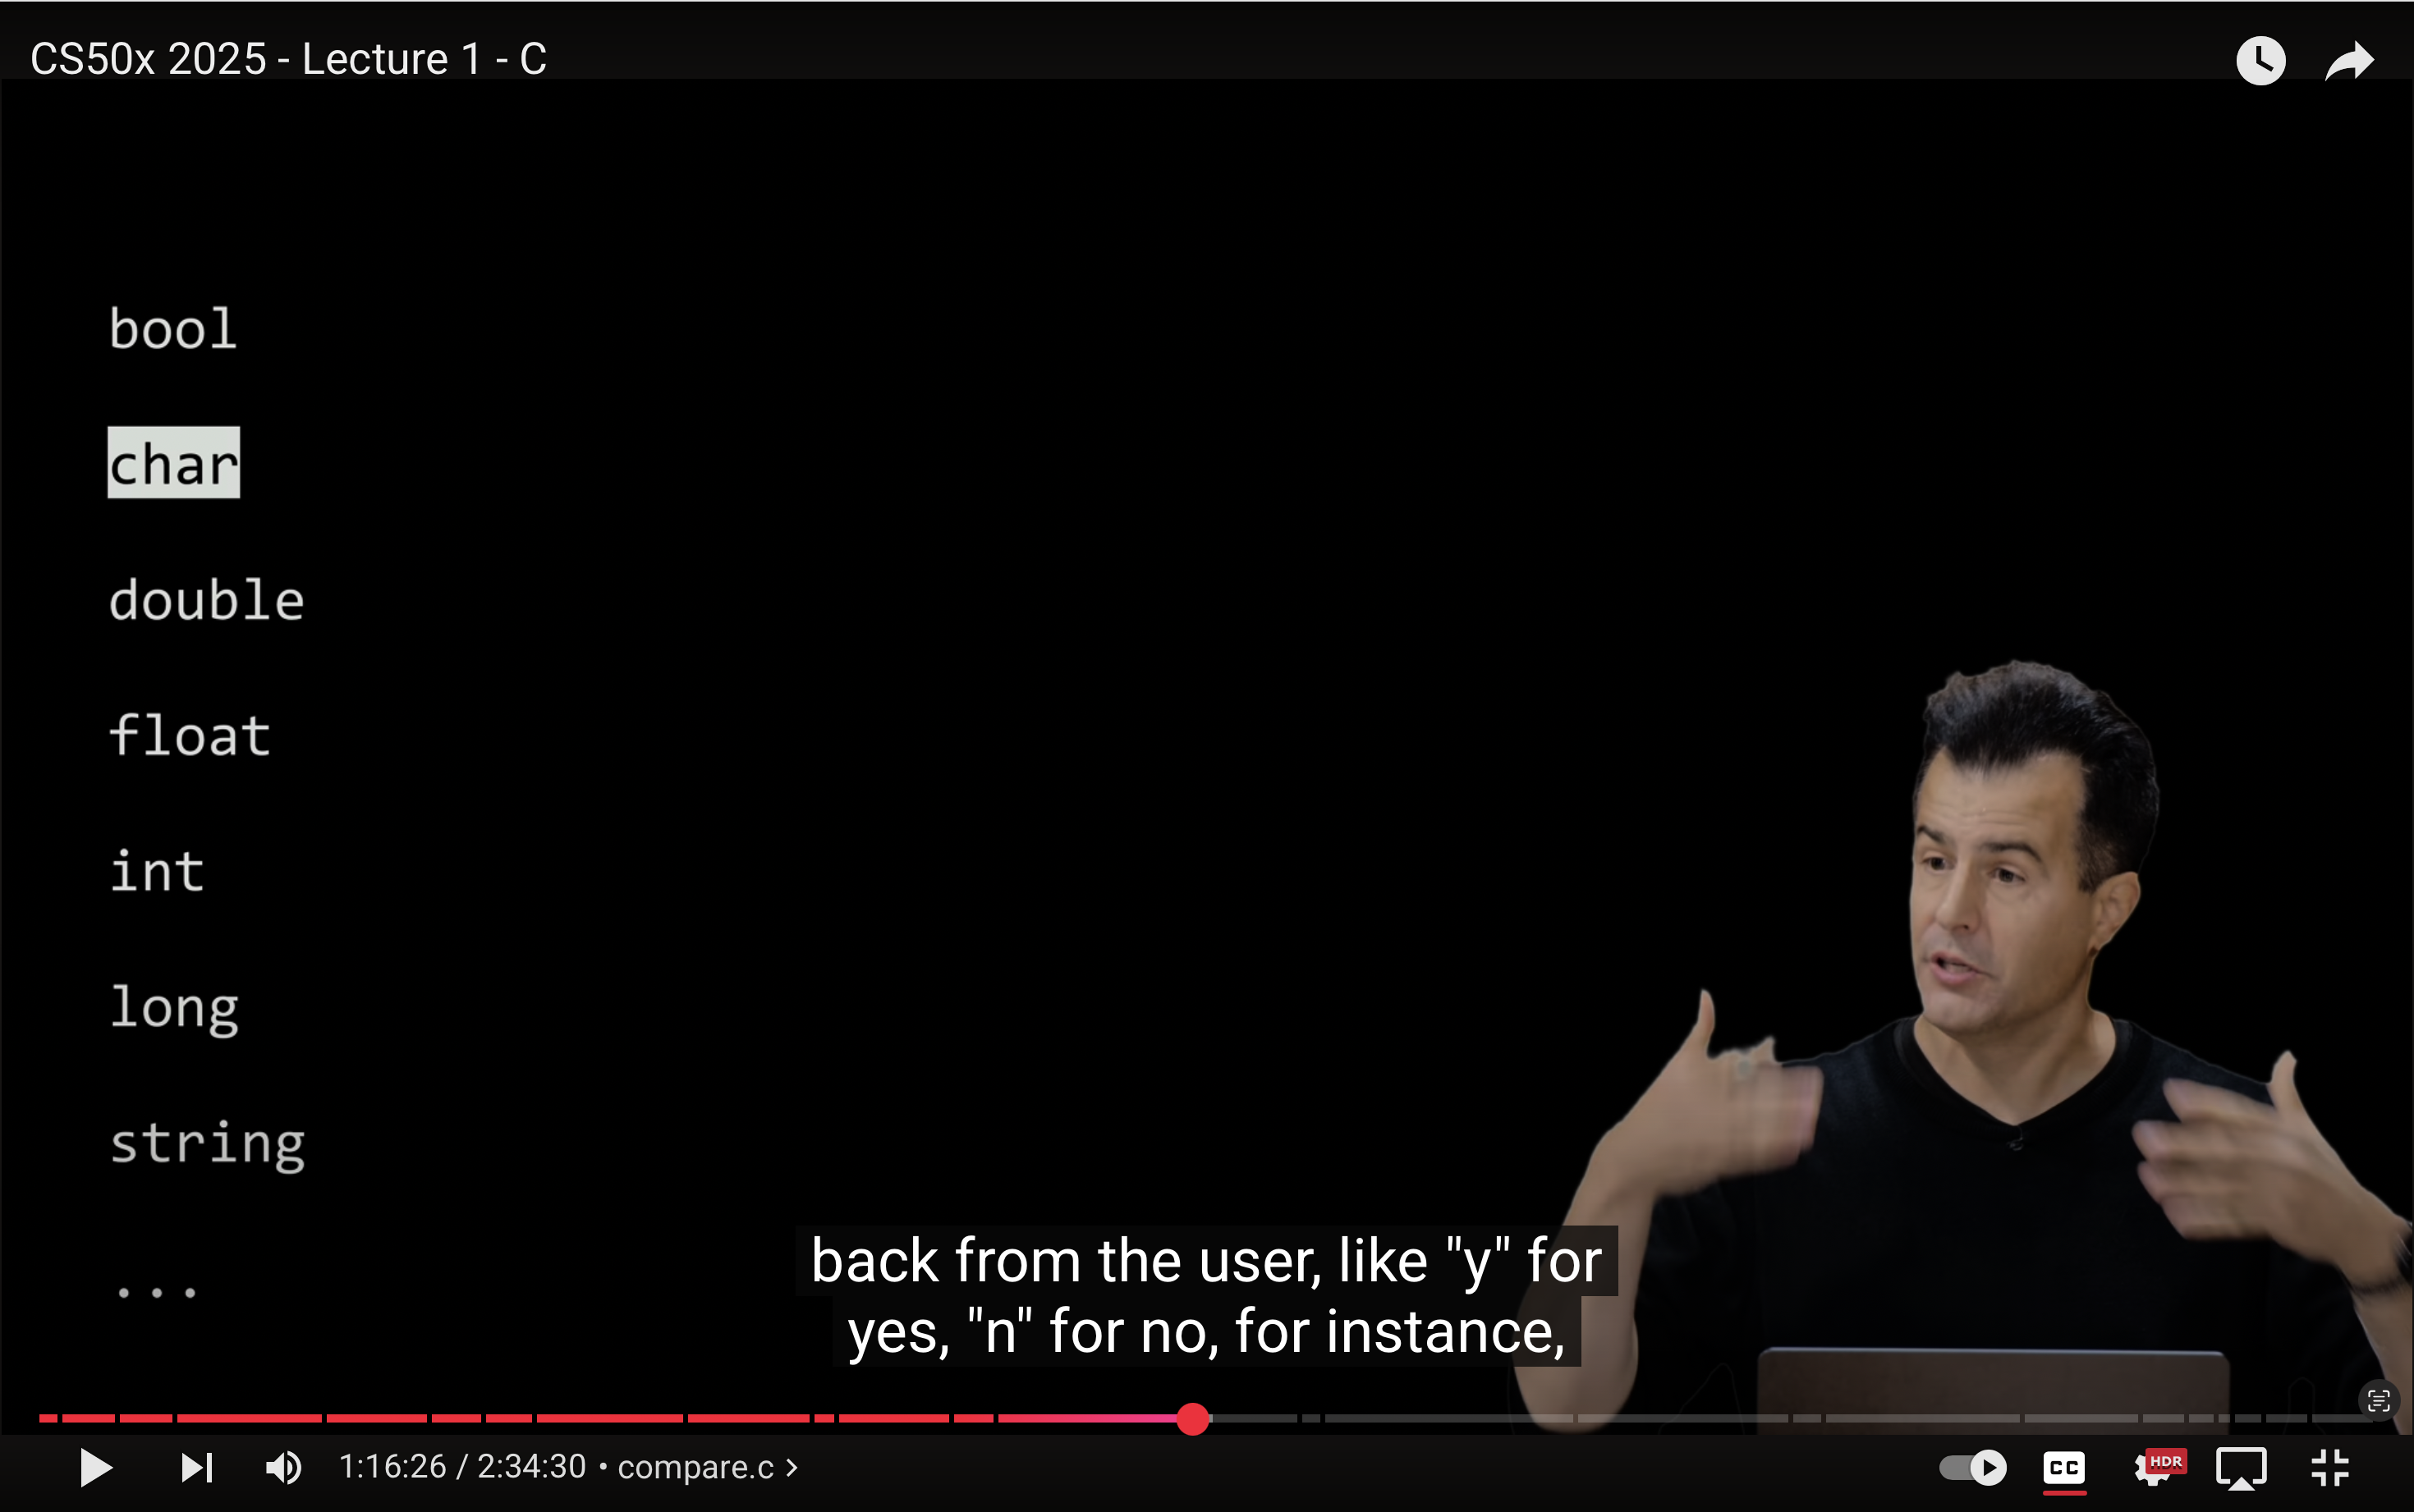 CS50x 2025 - Lecture 1 - C
bool
char
double
float
int
long
string
...
back from the user, like "y" for
yes, "n" for no, for instance,
1:16:26 / 2:34:30 • compare.c >
CC
HDR